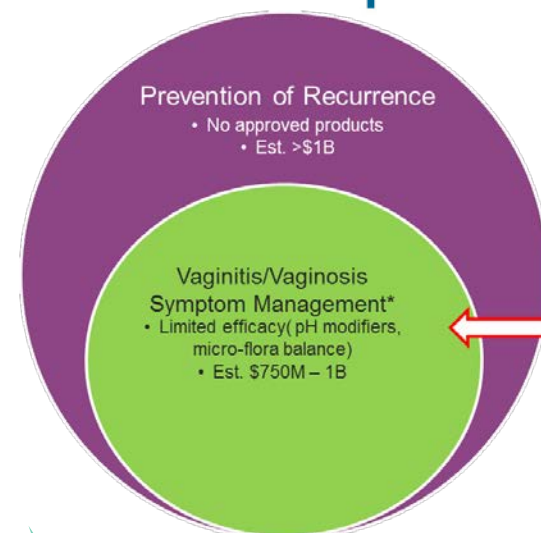 Prevention of Recurrence
• No approved products
• Est. >$1B
Vaginitis/Vaginosis
Symptom Management*
• Limited efficacy( pH modifiers,
micro-flora balance)
• Est. $750M – 1B